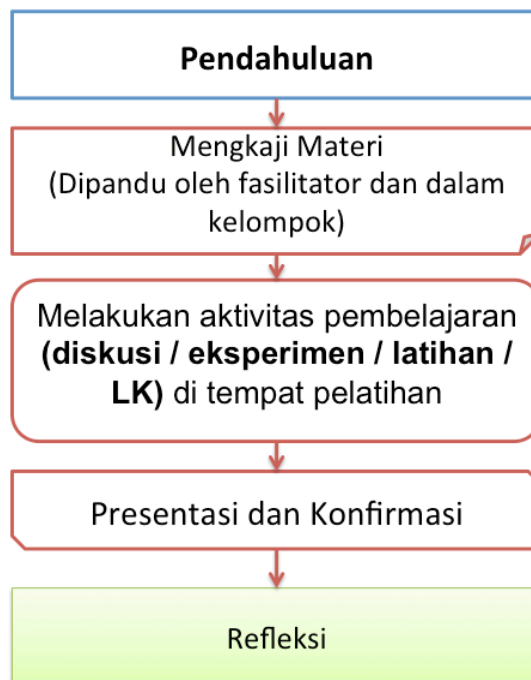 Pendahuluan
Mengkaji Materi
(Dipandu oleh fasilitator dan dalam
kelompok)
Melakukan aktivitas pembelajaran
(diskusi / eksperimen / latihan /
LK) di tempat pelatihan
Presentasi dan Konfirmasi
Refleksi